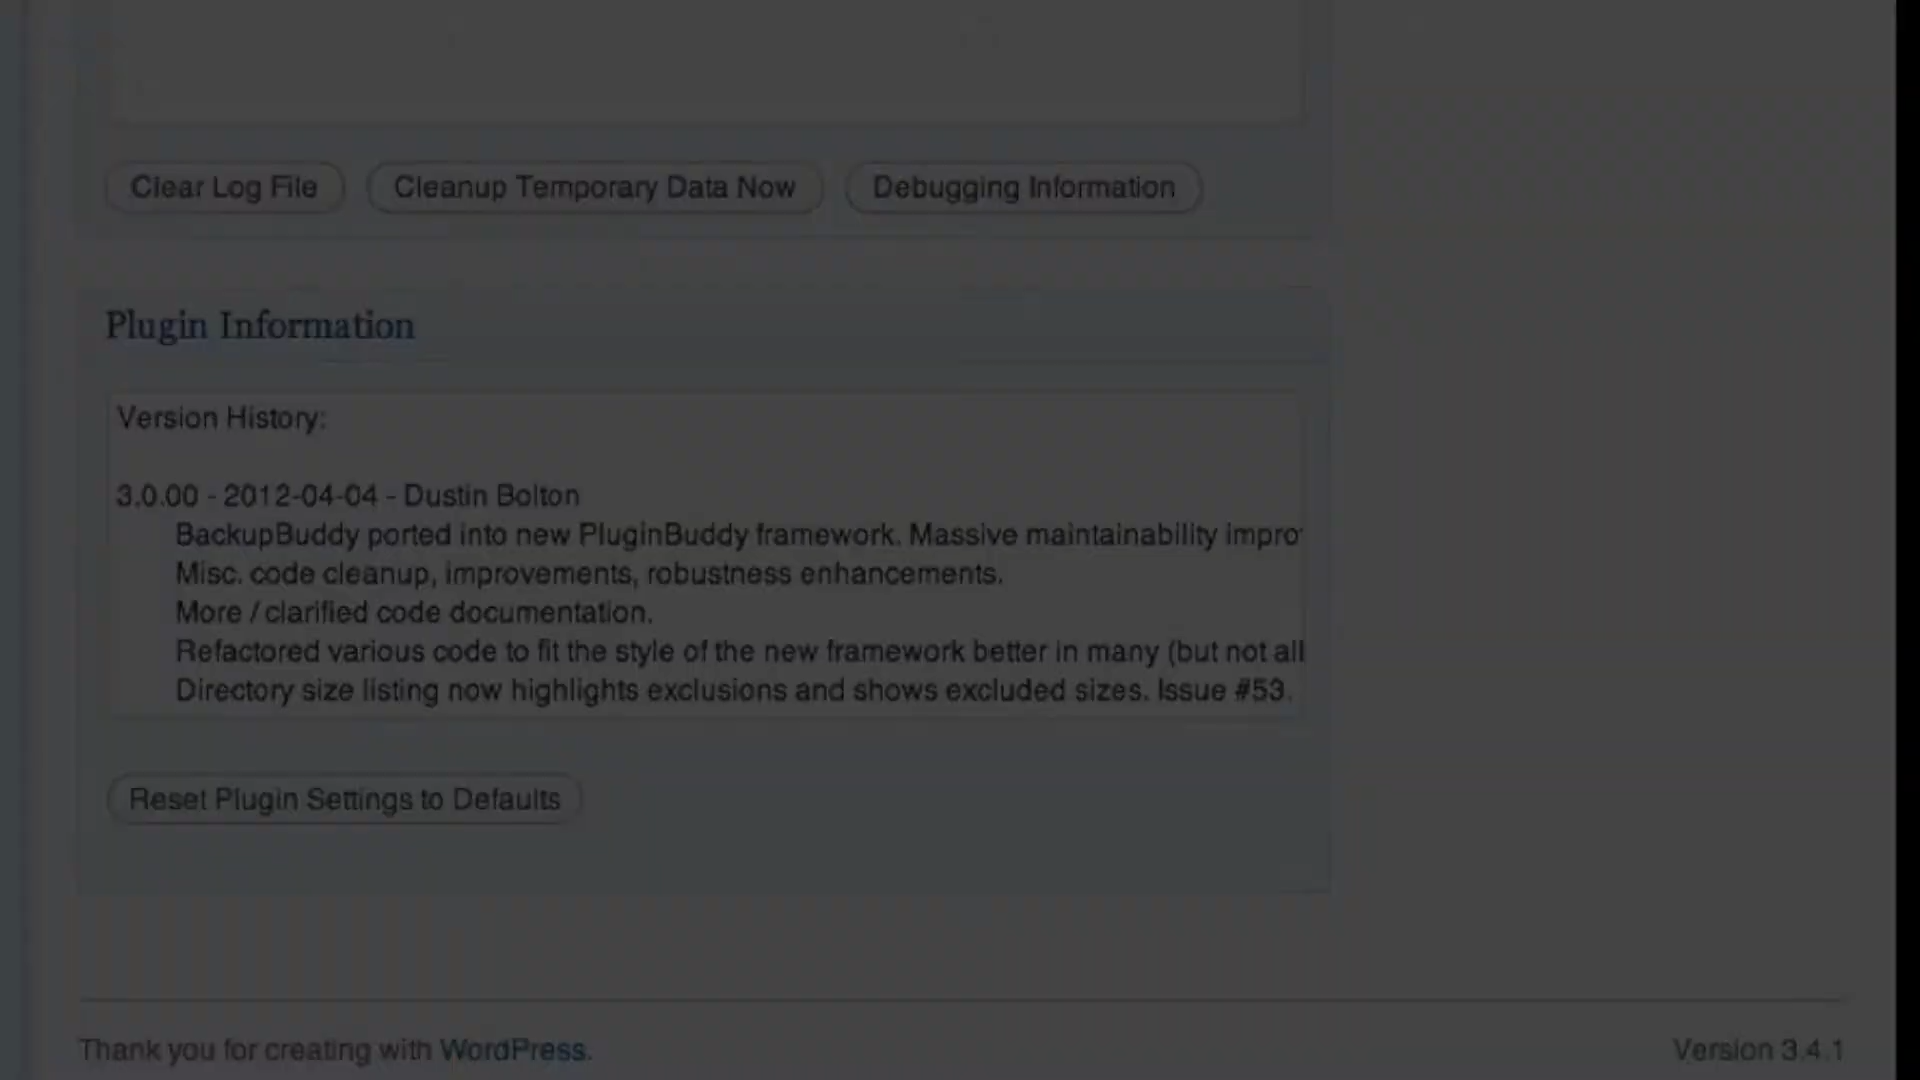 Clear Log File Cleanup Temporary Data Now Debugging Information
Plugin Information
Version History:
3.0.00 - 2012-04-04 - Dustin Bolton
BackupBuddy ported into new PluginBuddy framework. Massive maintainability impro
Misc. code cleanup, improvements, robustness enhancements.
More / clarified code documentation.
Refactored various code to fit the style of the new framework better in many (but not all
Directory size listing now highlights exclusions and shows excluded sizes. Issue #53.
Reset Plugin Settings to Defaults
Thank you for creating with WordPress. Version 3.4.1